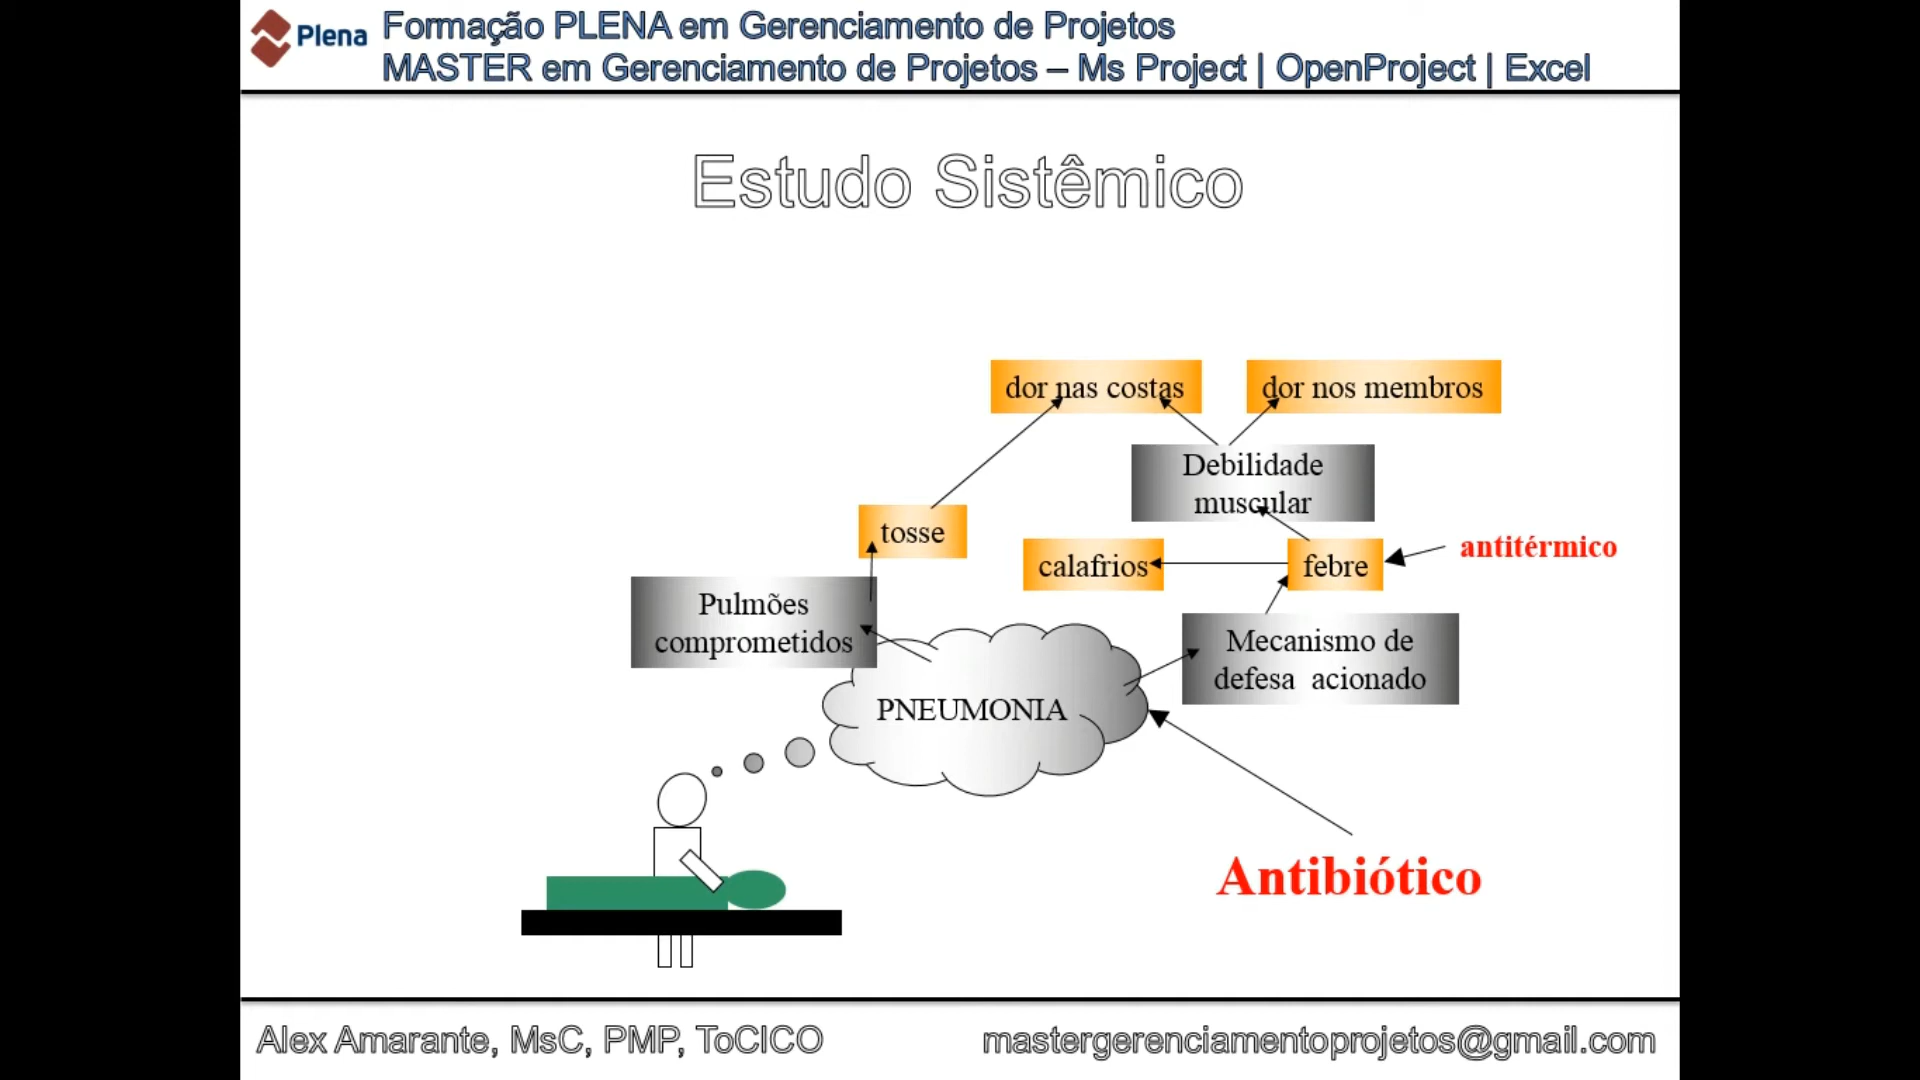 Plena
Formação PLENA em Gerenciamento de Projetos
MASTER em Gerenciamento de Projetos – Ms Project | OpenProject | Excel
Estudo Sistêmico
dor nas costas
dor nos membros
Debilidade
muscular
tosse
calafrios
febre
antitérmico
Pulmões
comprometidos
Mecanismo de
defesa acionado
PNEUMONIA
Antibiótico
Alex Amarante, MsC, PMP, ToCICO
mastergerenciamentoprojetos@gmail.com